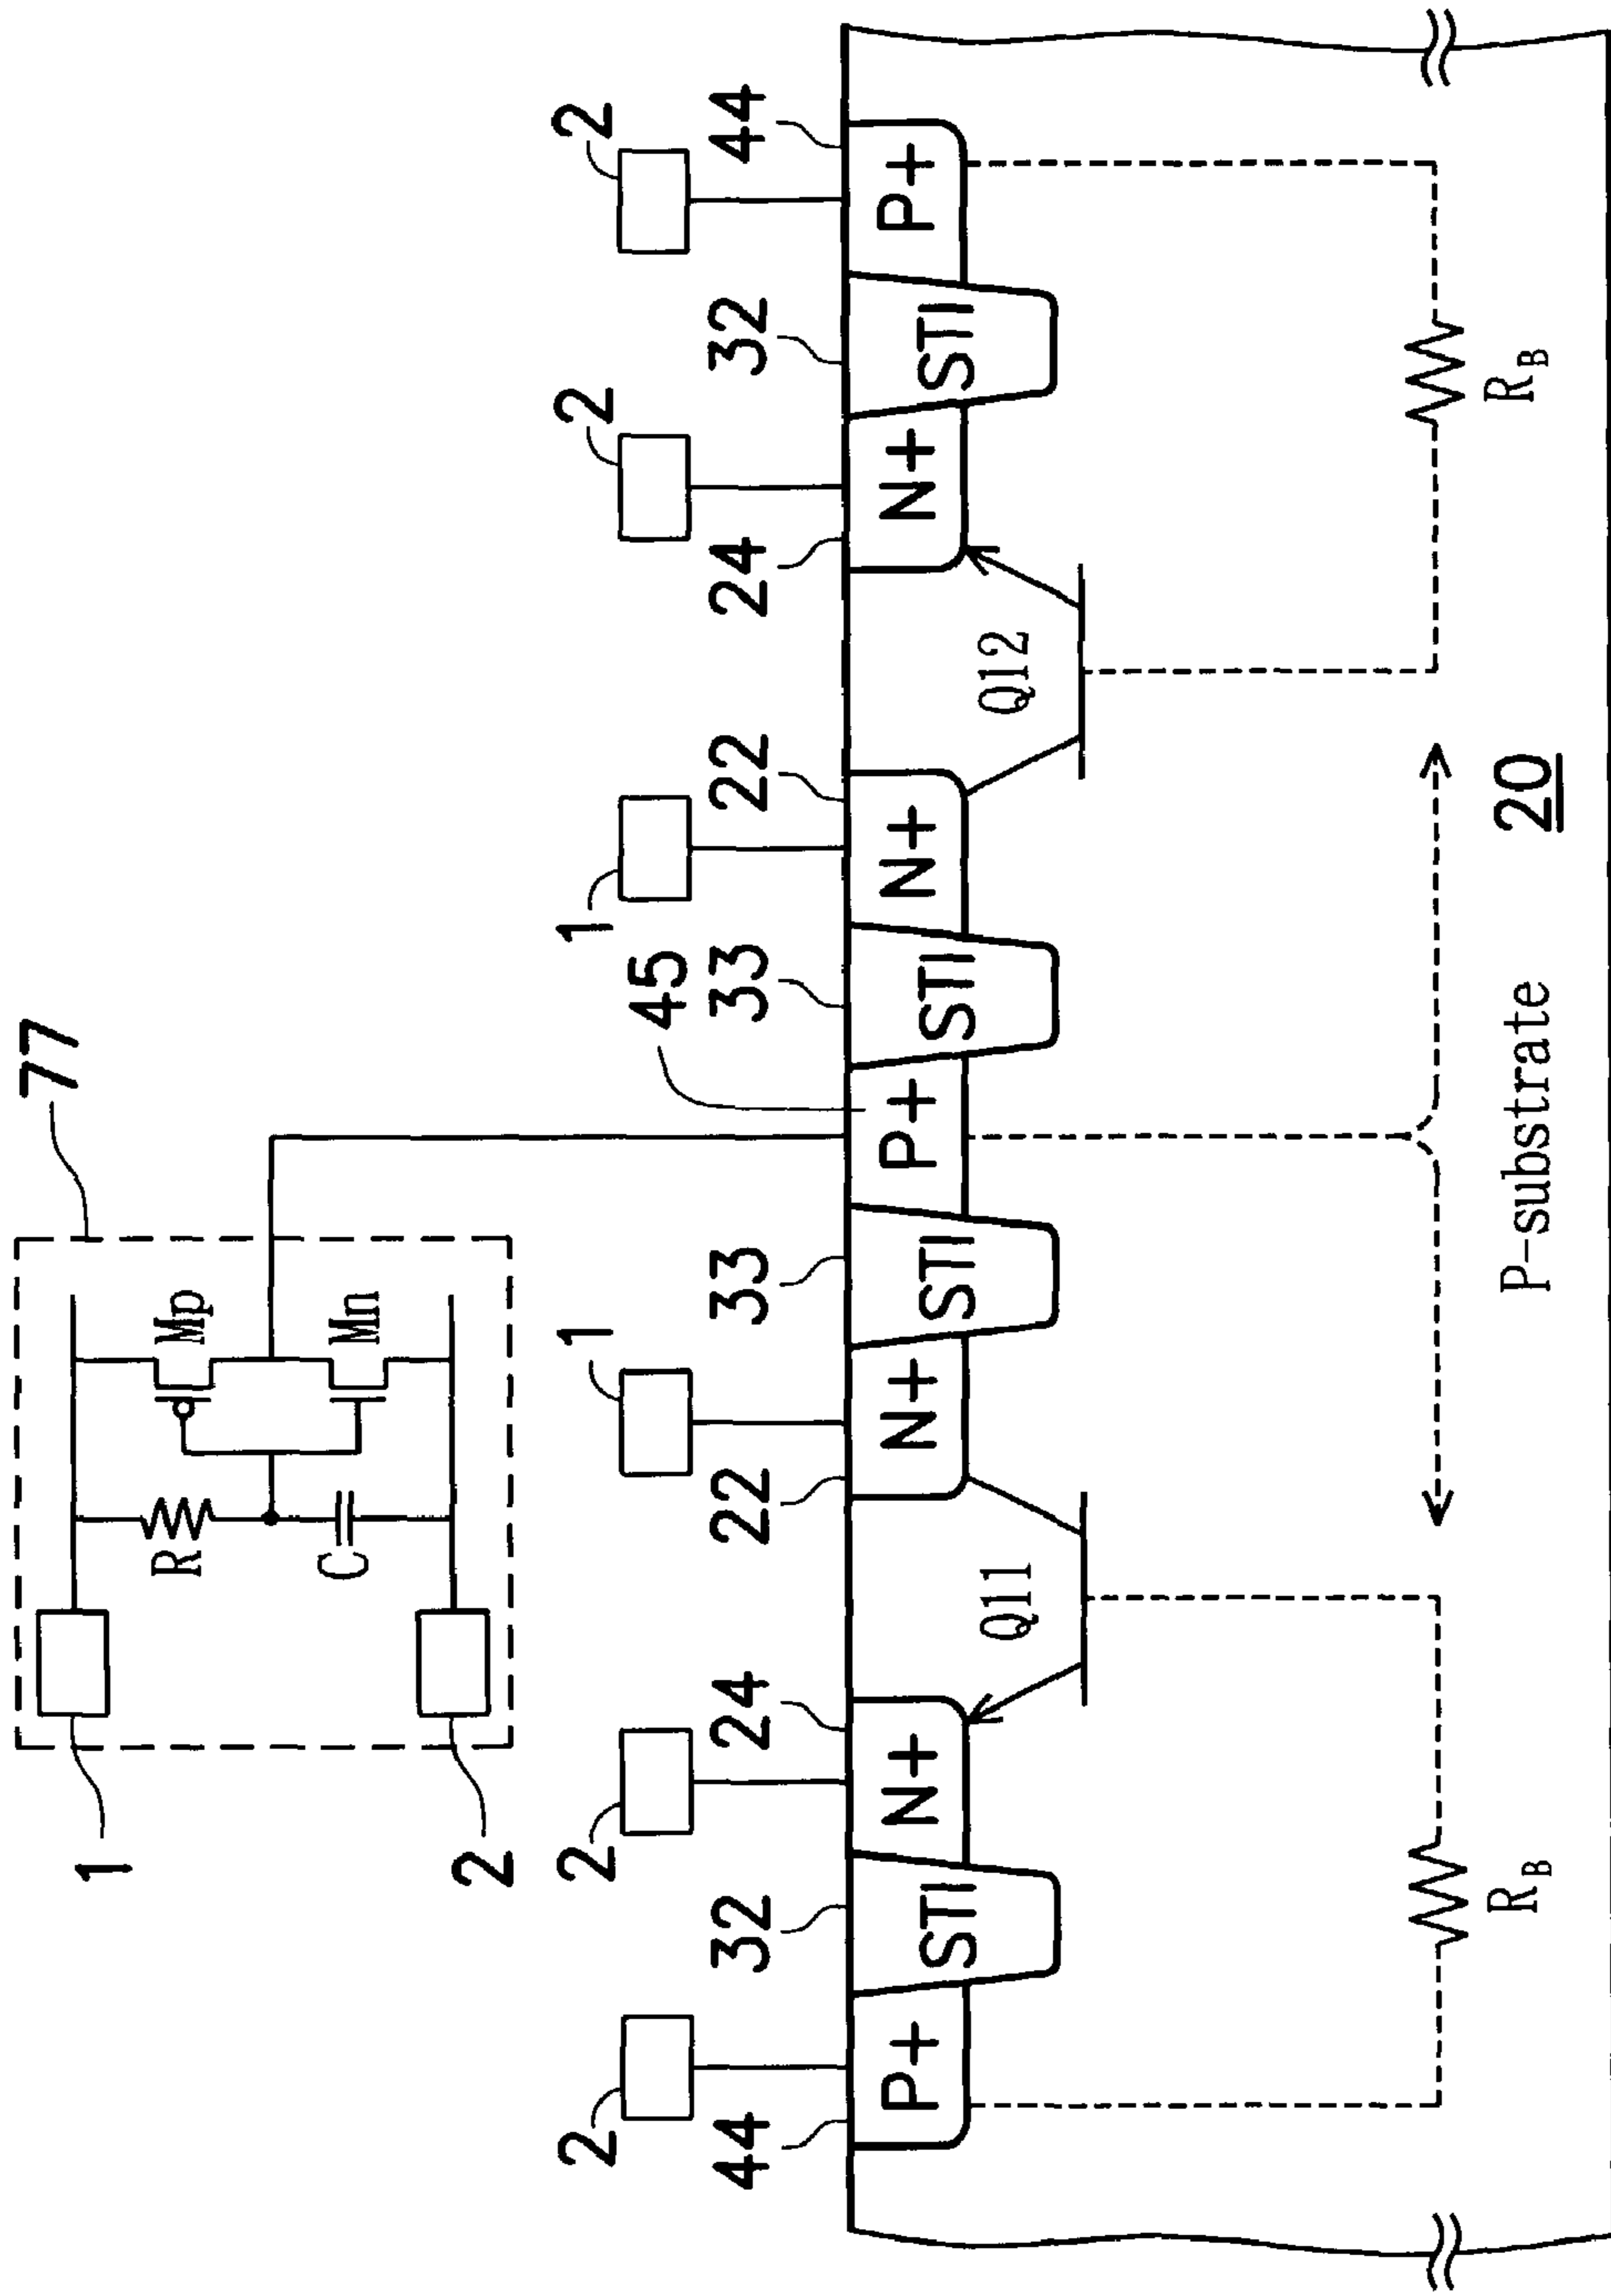 77
1
R Mp
C Mn
2
2 2 1 1 2 2
45
44 32 24 22 33 33 22 24 32 44
P+ STI N+ N+ STI P+ STI N+ N+ STI P+
Q11 Q12
RB RB
P-substrate 20